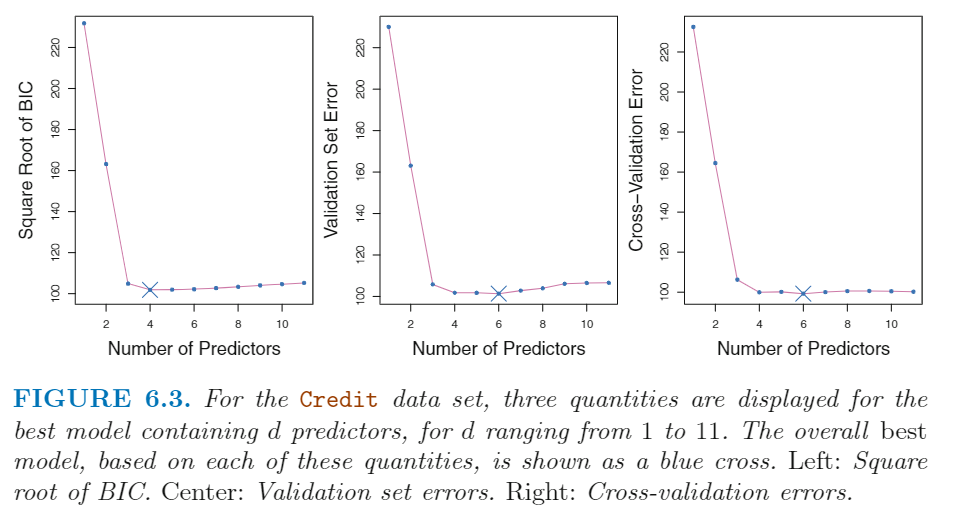 Square Root of BIC
100 120 140 160 180 200 220
2 4 6 8 10
Number of Predictors
Validation Set Error
100 120 140 160 180 200 220
2 4 6 8 10
Number of Predictors
Cross−Validation Error
100 120 140 160 180 200 220
2 4 6 8 10
Number of Predictors
FIGURE 6.3. For the Credit data set, three quantities are displayed for the
best model containing d predictors, for d ranging from 1 to 11. The overall best
model, based on each of these quantities, is shown as a blue cross. Left: Square
root of BIC. Center: Validation set errors. Right: Cross-validation errors.